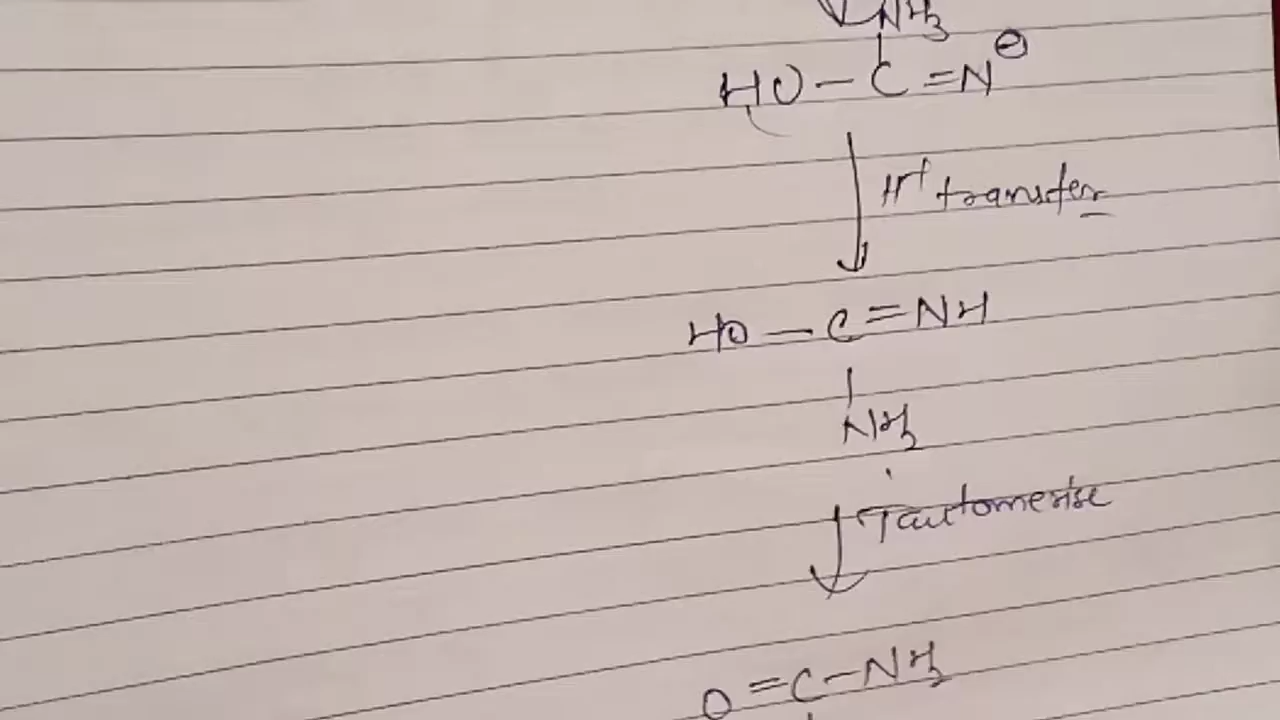 NH3
HO - C = N⊖
H+ transfer
HO - C = NH
NH2
Tautomerise
O = C - NH2